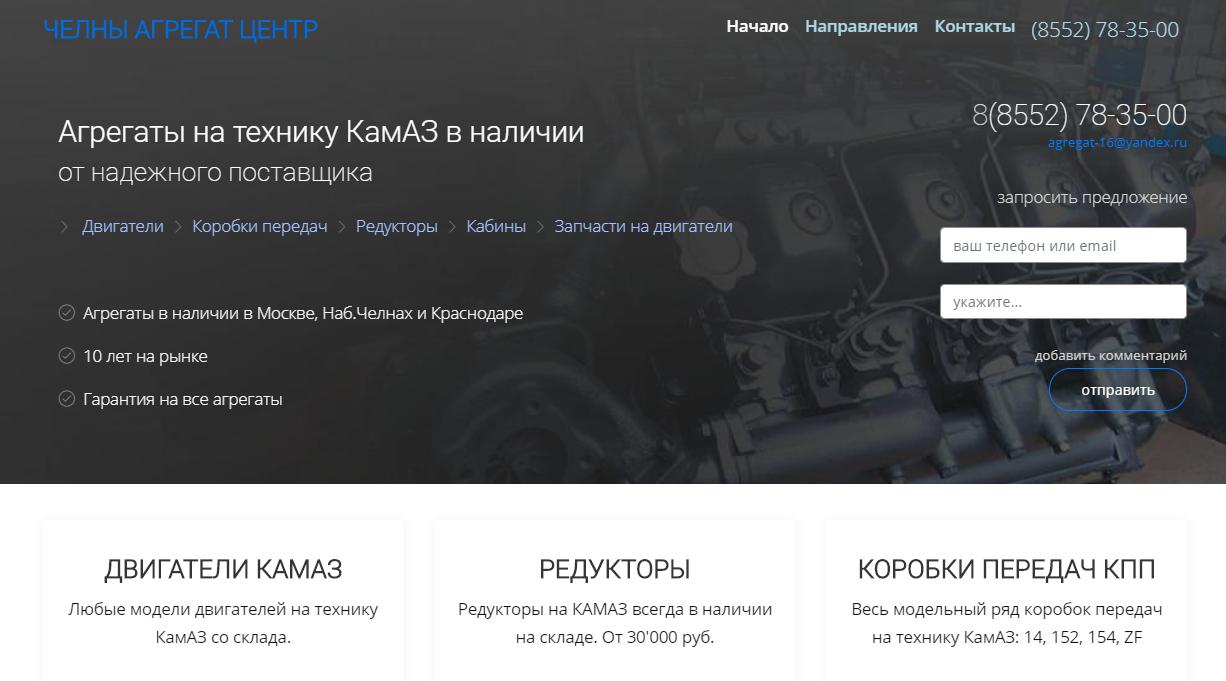 ЧЕЛНЫ АГРЕГАТ ЦЕНТР
Начало Направления Контакты (8552) 78-35-00
8(8552) 78-35-00
agregat-16@yandex.ru
Агрегаты на технику КамАЗ в наличии
от надежного поставщика
Двигатели Коробки передач Редукторы Кабины Запчасти на двигатели
запросить предложение
ваш телефон или email
укажите...
добавить комментарий
отправить
Агрегаты в наличии в Москве, Наб.Челнах и Краснодаре
10 лет на рынке
Гарантия на все агрегаты
ДВИГАТЕЛИ КАМАЗ
Любые модели двигателей на технику
КамАЗ со склада.
РЕДУКТОРЫ
Редукторы на КАМАЗ всегда в наличии
на складе. От 30'000 руб.
КОРОБКИ ПЕРЕДАЧ КПП
Весь модельный ряд коробок передач
на технику КамАЗ: 14, 152, 154, ZF